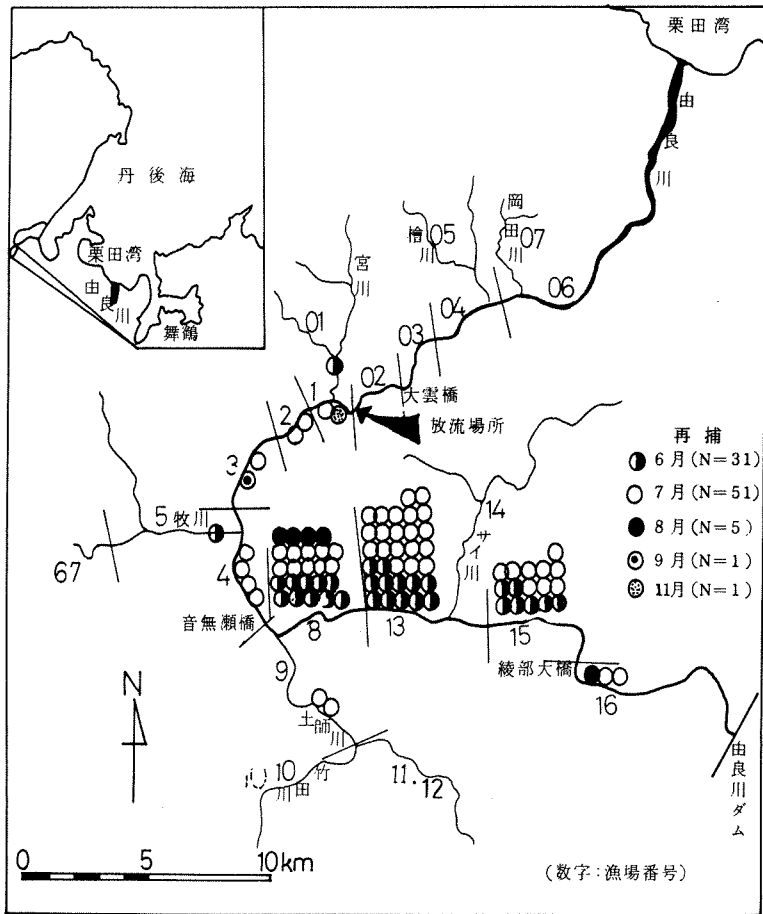 栗田湾
由良川
丹後海
栗田湾
由良川
舞鶴
岡田川
07
檜川
05
宮川
01
06
04
03
02
大雲橋
放流場所
1
2
3
再捕
6月(N=31)
7月(N=51)
8月(N=5)
9月(N=1)
11月(N=1)
14
サイ川
5 牧川
67
4
音無瀬橋
8
13
15
綾部大橋
16
9
土師川
10
竹田川
11.12
由良川ダム
N
0 5 10km
(数字:漁場番号)